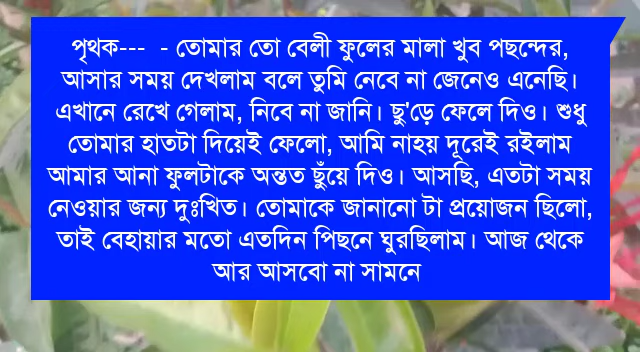 পৃথক--- - তোমার তো বেলী ফুলের মালা খুব পছন্দের,
আসার সময় দেখলাম বলে তুমি নেবে না জেনেও এনেছি।
এখানে রেখে গেলাম, নিবে না জানি। ছু'ড়ে ফেলে দিও। শুধু
তোমার হাতটা দিয়েই ফেলো, আমি নাহয় দূরেই রইলাম
আমার আনা ফুলটাকে অন্তত ছুঁয়ে দিও। আসছি, এতটা সময়
নেওয়ার জন্য দুঃখিত। তোমাকে জানানো টা প্রয়োজন ছিলো,
তাই বেহায়ার মতো এতদিন পিছনে ঘুরছিলাম। আজ থেকে
আর আসবো না সামনে